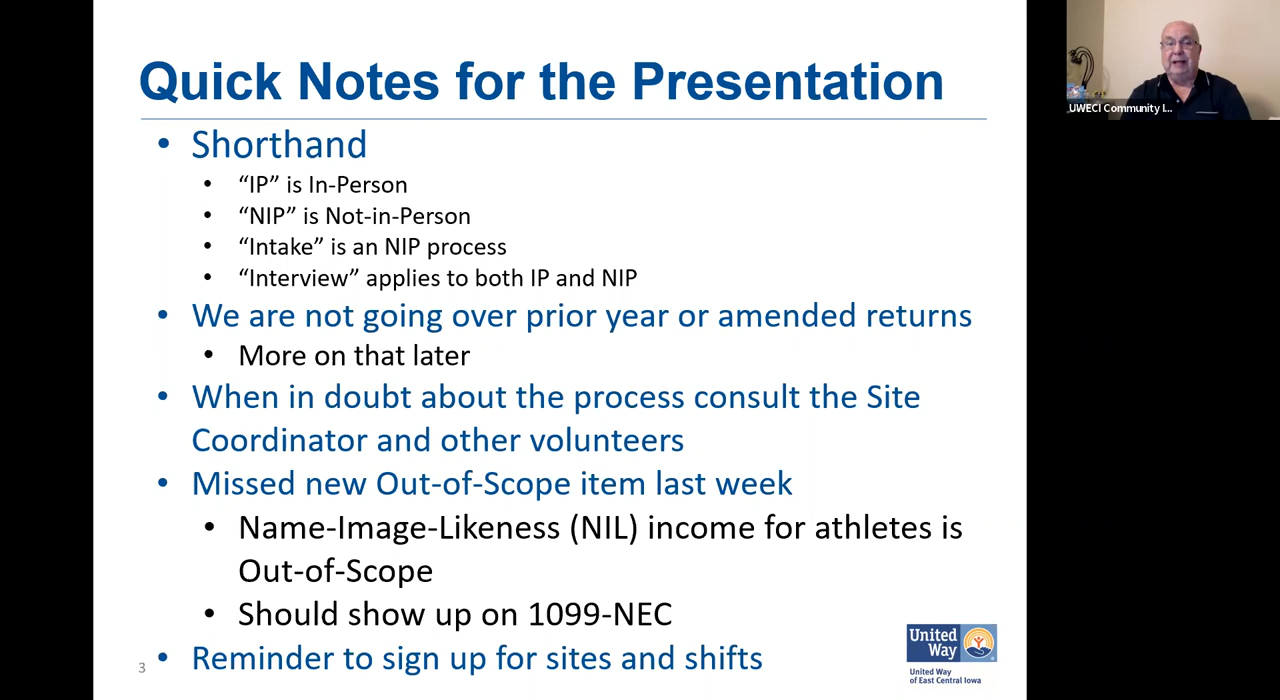 Quick Notes for the Presentation
• Shorthand
• “IP” is In-Person
• “NIP” is Not-in-Person
• “Intake” is an NIP process
• “Interview” applies to both IP and NIP
• We are not going over prior year or amended returns
• More on that later
• When in doubt about the process consult the Site
Coordinator and other volunteers
• Missed new Out-of-Scope item last week
• Name-Image-Likeness (NIL) income for athletes is
Out-of-Scope
• Should show up on 1099-NEC
• Reminder to sign up for sites and shifts
3
United
Way
United Way
of East Central Iowa
UWECI Community I...